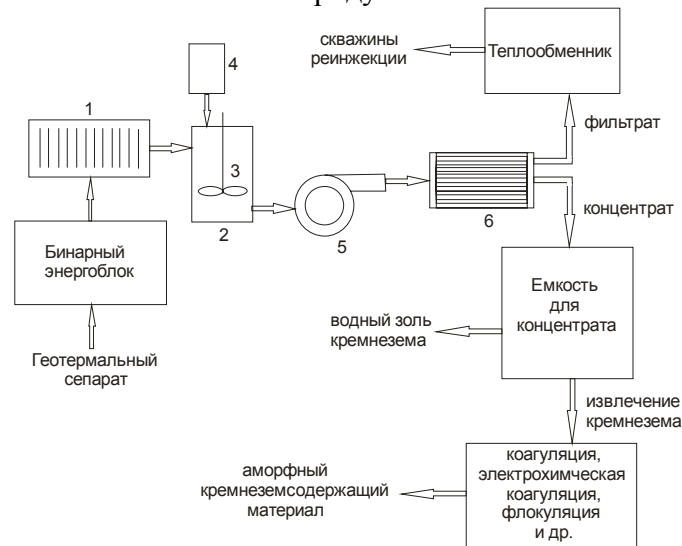 скважины
реинжекции
Теплообменник
4
1
фильтрат
3
2
5
6
концентрат
Бинарный
энергоблок
Емкость
для
концентрата
водный золь
кремнезема
Геотермальный
сепарат
извлечение
кремнезема
коагуляция,
электрохимическая
коагуляция,
флокуляция
и др.
аморфный
кремнеземсодержащий
материал